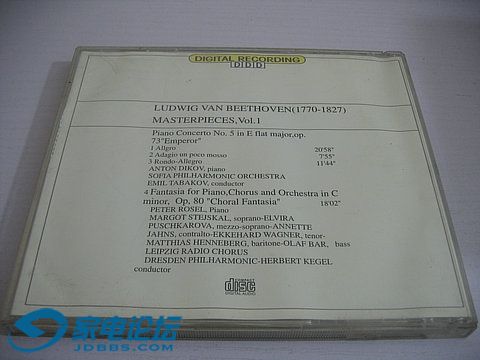 DIGITAL RECORDING
DDD
LUDWIG VAN BEETHOVEN(1770-1827)
MASTERPIECES,Vol.1
Piano Concerto No. 5 in E flat major,op.
73"Emperor"
1 Allgro 20'58"
2 Adagio un poco mosso 7'55"
3 Rondo-Allegro 11'44"
ANTON DIKOV, piano
SOFIA PHILHARMONIC ORCHESTRA
EMIL TABAKOV, conductor
4 Fantasia for Piano,Chorus and Orchestra in C
minor, Op, 80 "Choral Fantasia" 18'02"
PETER ROSEL, Piano
MARGOT STEJSKAL, soprano-ELVIRA
PUSCHKAROVA, mezzo-soprano-ANNETTE
JAHNS, contralto-EKKEHARD WAGNER, tenor-
MATTHIAS HENNEBERG, baritone-OLAF BAR, bass
LEIPZIG RADIO CHORUS
DRESDEN PHILHARMONIC-HERBERT KEGEL
conductor
COMPACT
disc
DIGITAL AUDIO
家电论坛
JDBBS.COM